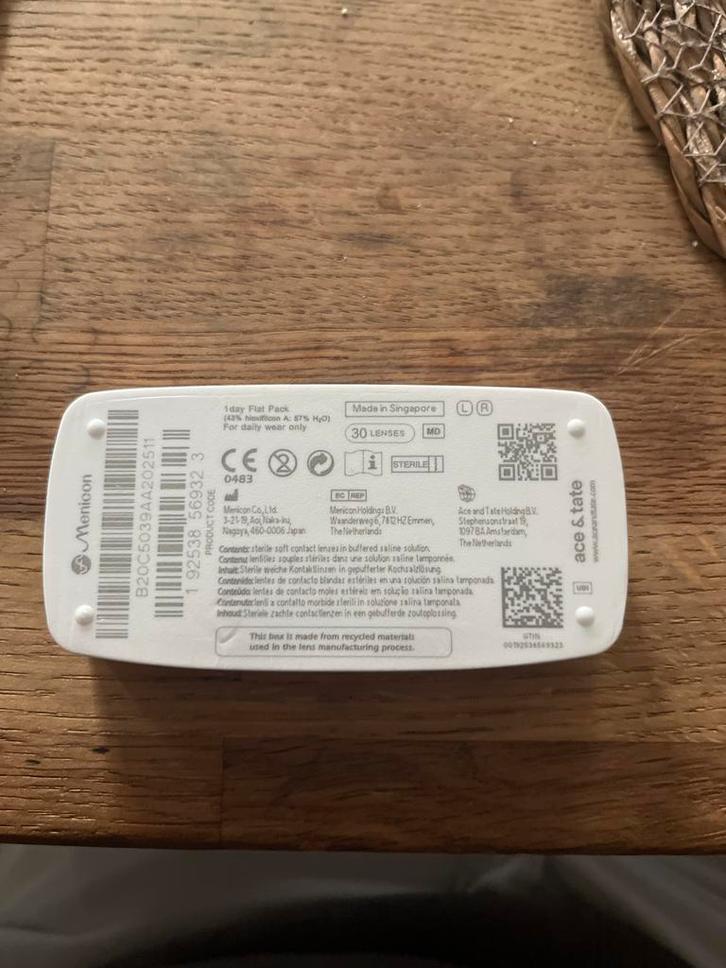 Menicon
B20C5039AA202511
1 92538 56932 3
PRODUCT CODE
1day Flat Pack
(43% hioxifilcon A: 57% H₂O)
For daily wear only
Made in Singapore
L R
30 LENSES
MD
CE
0483
2
i
STERILE
Menicon Co., Ltd.
3-21-19, Aoi, Naka-ku,
Nagoya, 460-0006 Japan
EC REP
Menicon Holdings B.V.
Waanderweg 6, 7812 HZ Emmen,
The Netherlands
Ace and Tate Holding B.V.
Stephensonstraat 19,
1097 BA Amsterdam,
The Netherlands
Contents: sterile soft contact lenses in buffered saline solution.
Contenu: lentilles souples stériles dans une solution saline tamponnée.
Inhalt: Sterile weiche Kontaktlinsen in gepufferter Kochsalzlösung.
Contenido: lentes de contacto blandas estériles en una solución salina tamponada.
Conteúdo: lentes de contacto moles estéreis em solução salina tamponada.
Contenuto: lenti a contatto morbide sterili in soluzione salina tamponata.
Inhoud: Steriele zachte contactlenzen in een gebufferde zoutoplossing.
This box is made from recycled materials
used in the lens manufacturing process.
ace & tate
www.aceandtate.com
UDI
GTIN
00192538569323